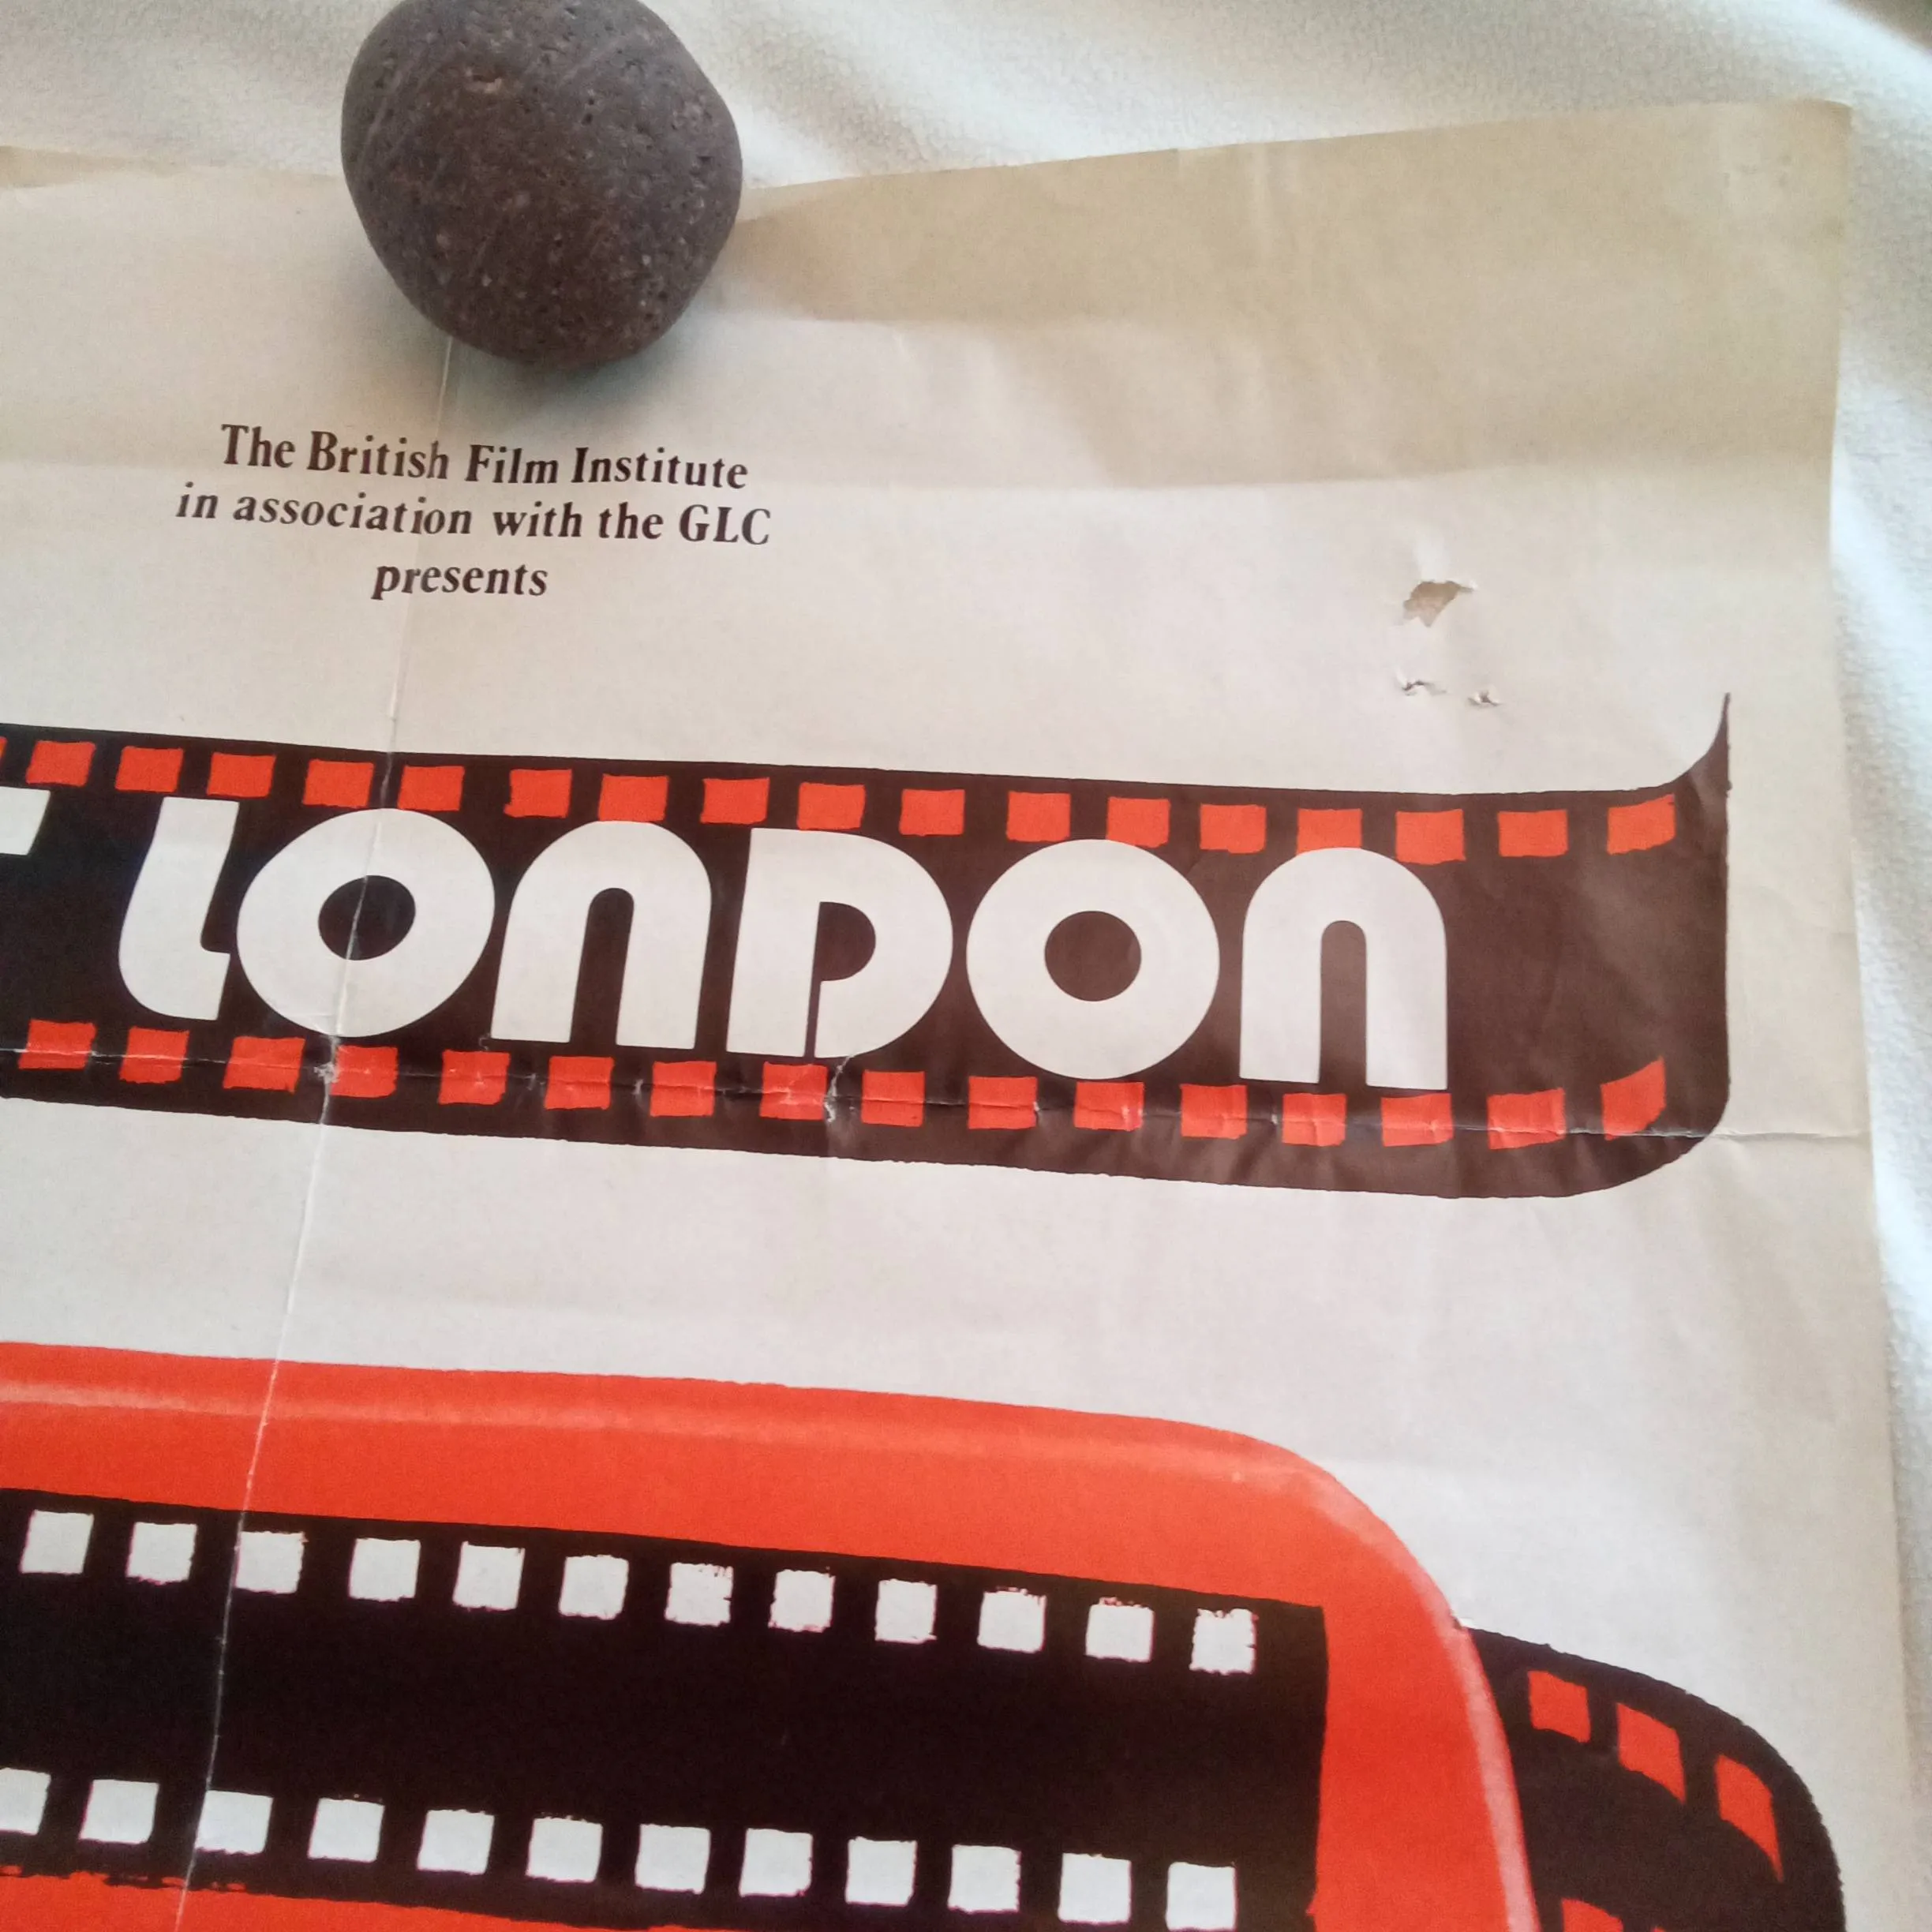 The British Film Institute
in association with the GLC
presents
LONDON